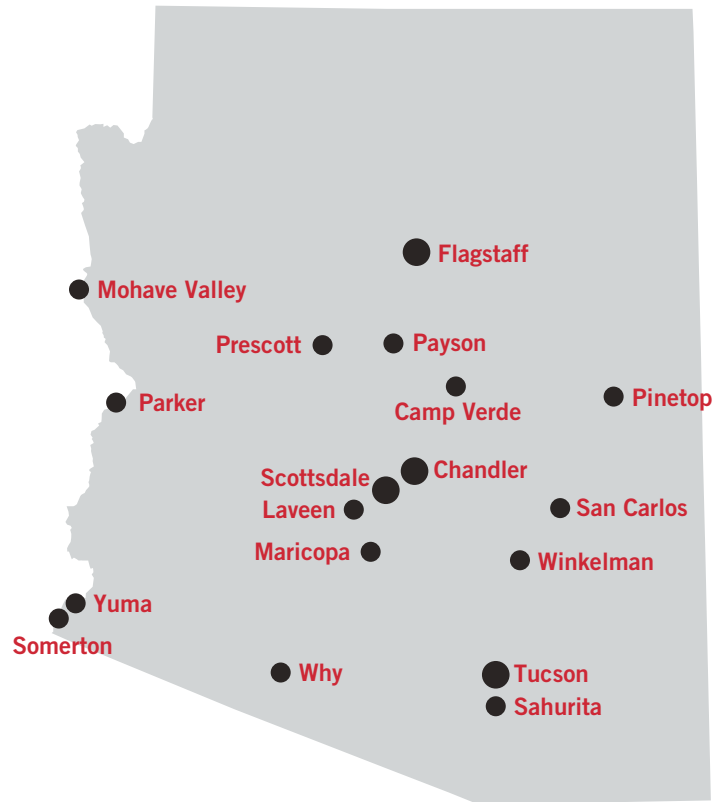 Flagstaff
Mohave Valley
Prescott
Payson
Parker
Camp Verde
Pinetop
Chandler
Scottsdale
Laveen
San Carlos
Maricopa
Winkelman
Yuma
Somerton
Why
Tucson
Sahurita